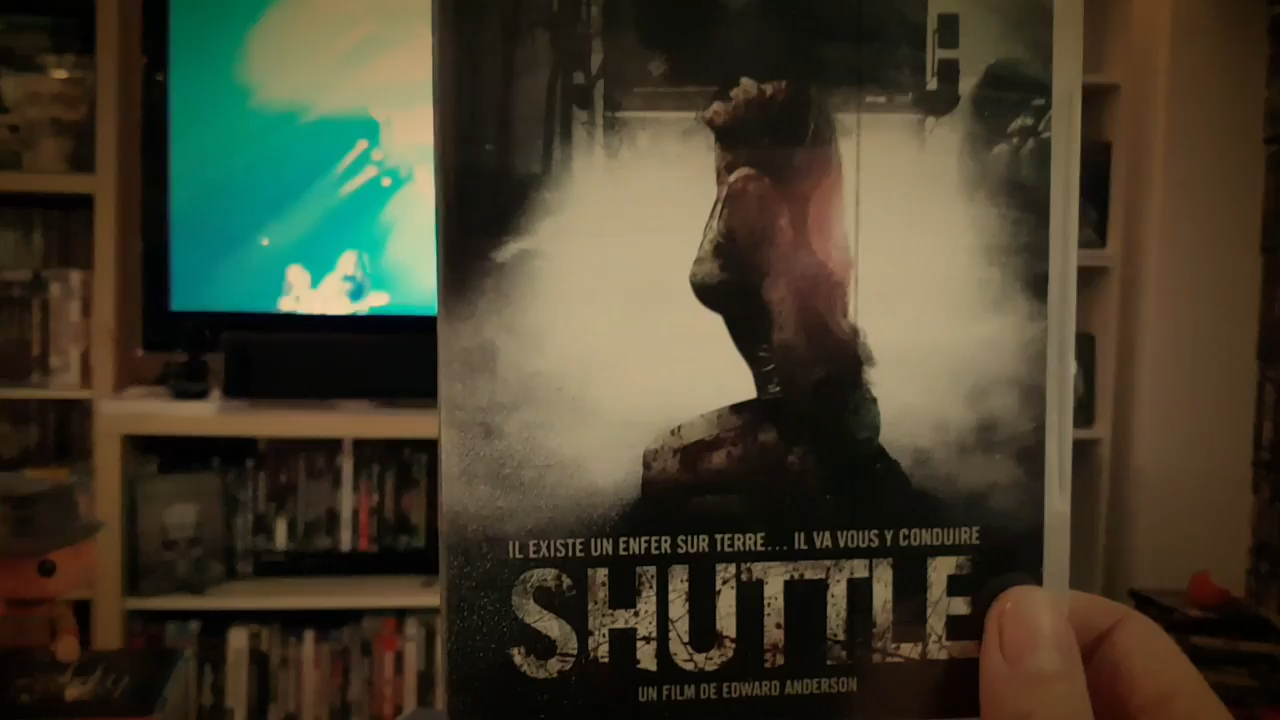 IL EXISTE UN ENFER SUR TERRE... IL VA VOUS Y CONDUIRE
SHUTTLE
UN FILM DE EDWARD ANDERSON